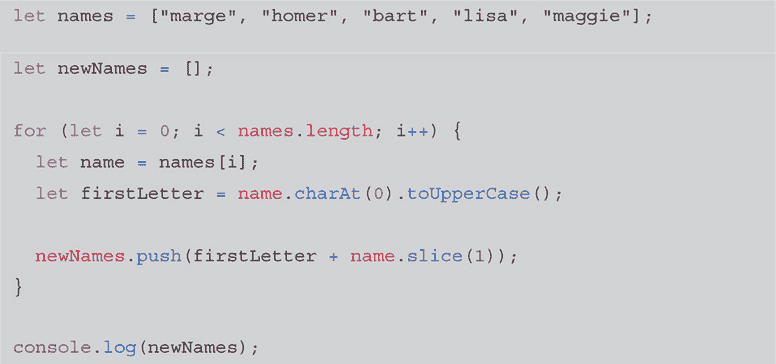 let names = ["marge", "homer", "bart", "lisa", "maggie"];
let newNames = [];
for (let i = 0; i < names.length; i++) {
let name = names[i];
let firstLetter = name.charAt(0).toUpperCase();
newNames.push(firstLetter + name.slice(1));
}
console.log(newNames);